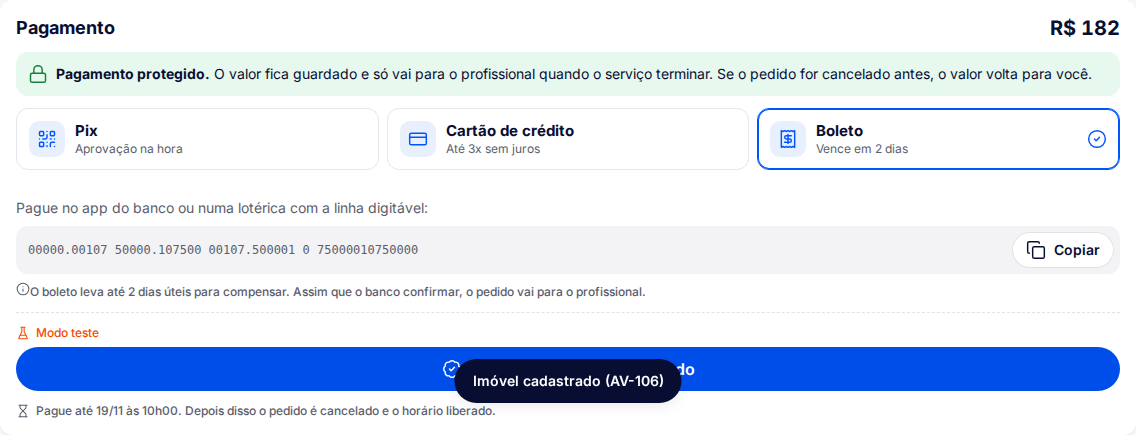 Pagamento
R$ 182
Pagamento protegido. O valor fica guardado e só vai para o profissional quando o serviço terminar. Se o pedido for cancelado antes, o valor volta para você.
Pix
Aprovação na hora
Cartão de crédito
Até 3x sem juros
Boleto
Vence em 2 dias
Pague no app do banco ou numa lotérica com a linha digitável:
00000.00107 50000.107500 00107.500001 0 75000010750000
Copiar
O boleto leva até 2 dias úteis para compensar. Assim que o banco confirmar, o pedido vai para o profissional.
Modo teste
Imóvel cadastrado (AV-106)
Pague até 19/11 às 10h00. Depois disso o pedido é cancelado e o horário liberado.